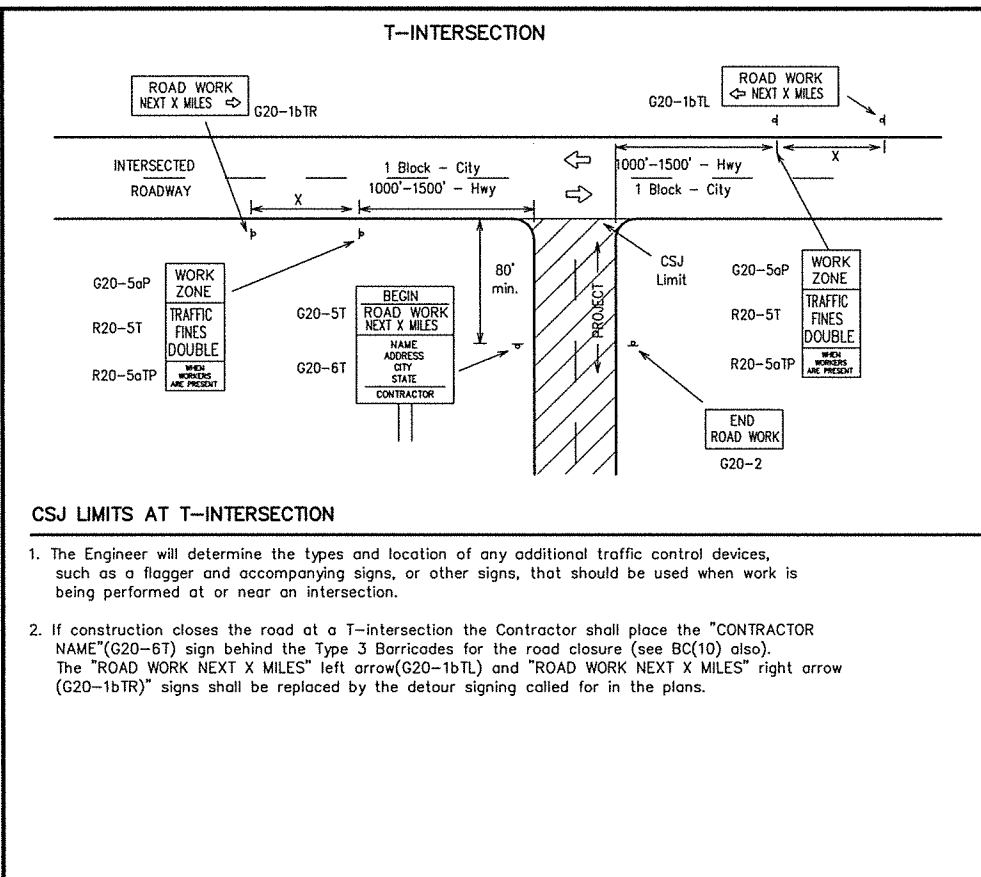 T-INTERSECTION
ROAD WORK
NEXT X MILES
G20-1bTR
ROAD WORK
NEXT X MILES
G20-1bTL
INTERSECTED
ROADWAY
1 Block - City
1000'-1500' - Hwy
X
1000'-1500' - Hwy
1 Block - City
X
80'
min.
PROJECT
CSJ
Limit
G20-5aP
WORK
ZONE
R20-5T
TRAFFIC
FINES
DOUBLE
R20-5aTP
WHEN
WORKERS
ARE PRESENT
G20-5T
BEGIN
ROAD WORK
NEXT X MILES
G20-6T
NAME
ADDRESS
CITY
STATE
CONTRACTOR
G20-5aP
WORK
ZONE
R20-5T
TRAFFIC
FINES
DOUBLE
R20-5aTP
WHEN
WORKERS
ARE PRESENT
END
ROAD WORK
G20-2
CSJ LIMITS AT T-INTERSECTION
1. The Engineer will determine the types and location of any additional traffic control devices,
such as a flagger and accompanying signs, or other signs, that should be used when work is
being performed at or near an intersection.
2. If construction closes the road at a T-intersection the Contractor shall place the "CONTRACTOR
NAME"(G20-6T) sign behind the Type 3 Barricades for the road closure (see BC(10) also).
The "ROAD WORK NEXT X MILES" left arrow(G20-1bTL) and "ROAD WORK NEXT X MILES" right arrow
(G20-1bTR)" signs shall be replaced by the detour signing called for in the plans.